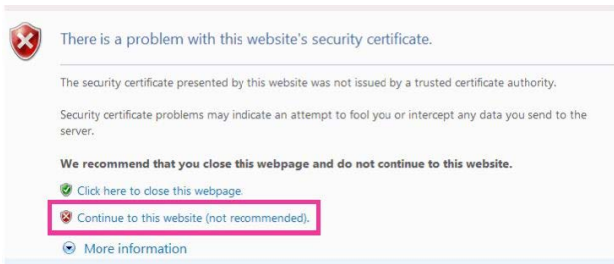 There is a problem with this website's security certificate.
The security certificate presented by this website was not issued by a trusted certificate authority.
Security certificate problems may indicate an attempt to fool you or intercept any data you send to the
server.
We recommend that you close this webpage and do not continue to this website.
Click here to close this webpage.
Continue to this website (not recommended).
More information